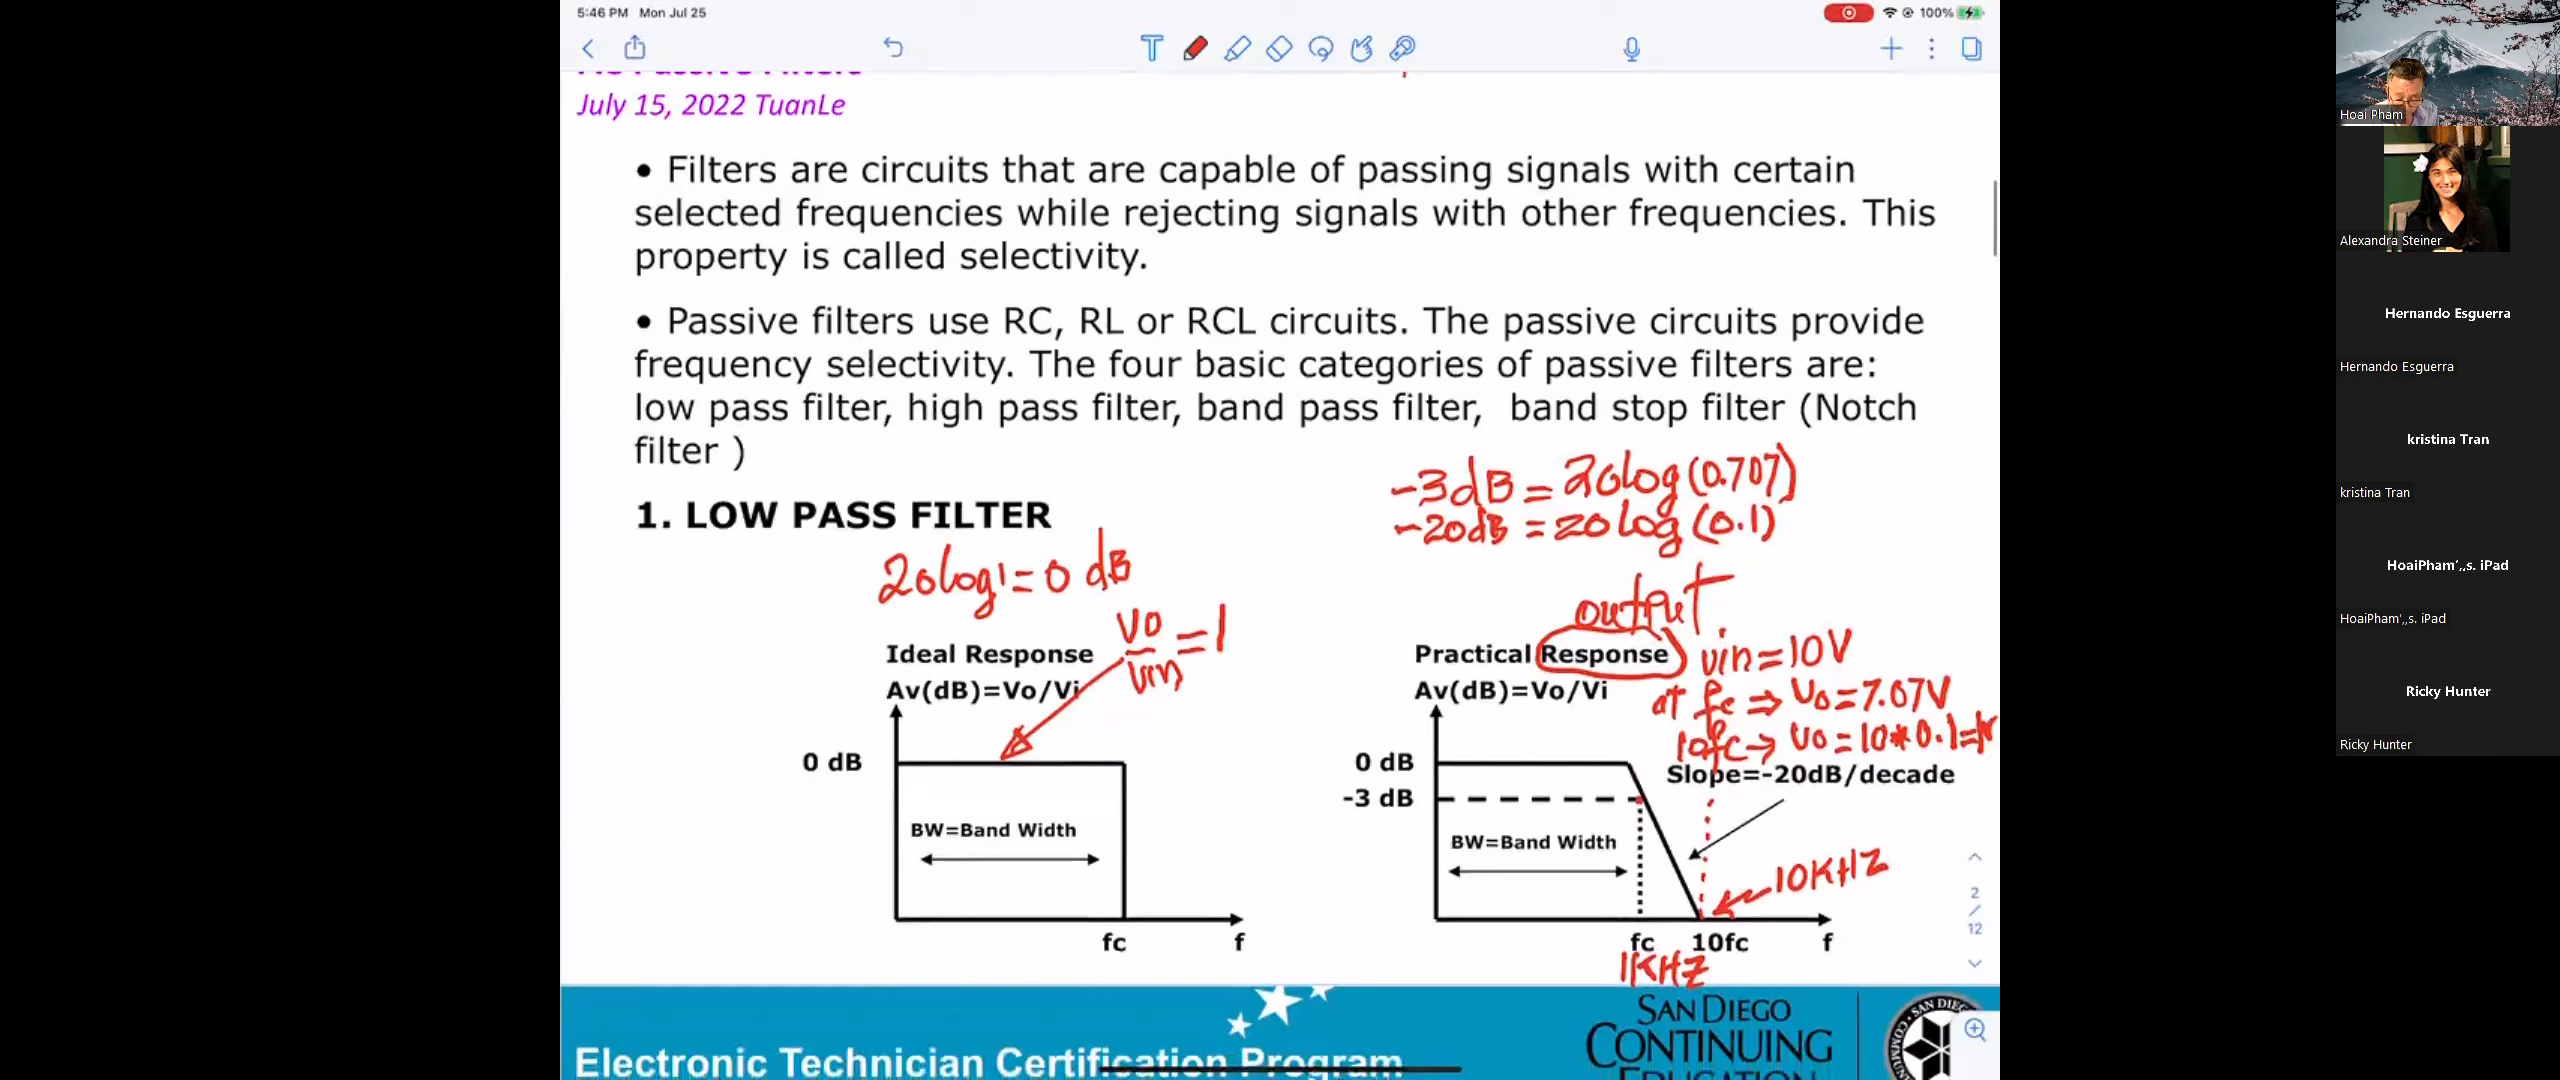 5:46 PM Mon Jul 25
100%
July 15, 2022 TuanLe
• Filters are circuits that are capable of passing signals with certain
selected frequencies while rejecting signals with other frequencies. This
property is called selectivity.
• Passive filters use RC, RL or RCL circuits. The passive circuits provide
frequency selectivity. The four basic categories of passive filters are:
low pass filter, high pass filter, band pass filter, band stop filter (Notch
filter )
-3dB = 20log(0.707)
-20dB = 20log(0.1)
1. LOW PASS FILTER
20log1=0 dB
Vo/Vin=1
Ideal Response
Av(dB)=Vo/Vi
0 dB
BW=Band Width
fc
f
output
Practical Response
Vin=10V
Av(dB)=Vo/Vi
at fc ⇒ Vo=7.07V
10fc → Vo=10*0.1=1V
0 dB
Slope=-20dB/decade
-3 dB
BW=Band Width
10KHZ
fc
10fc
f
1KHZ
2
/
12
SAN DIEGO
CONTINUING
EDUCATION
SAN DIEGO
Electronic Technician Certification Program
Hoai Pham
Alexandra Steiner
Hernando Esguerra
Hernando Esguerra
kristina Tran
kristina Tran
HoaiPham’,,s. iPad
HoaiPham’,,s. iPad
Ricky Hunter
Ricky Hunter